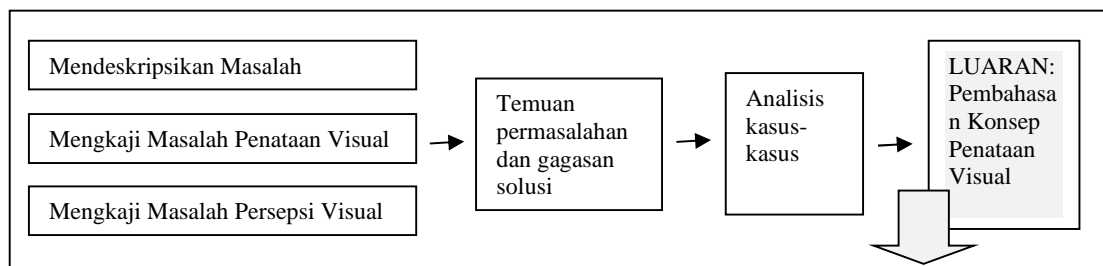 Mendeskripsikan Masalah
Mengkaji Masalah Penataan Visual
Mengkaji Masalah Persepsi Visual
Temuan
permasalahan
dan gagasan
solusi
Analisis
kasus-
kasus
LUARAN:
Pembahasa
n Konsep
Penataan
Visual